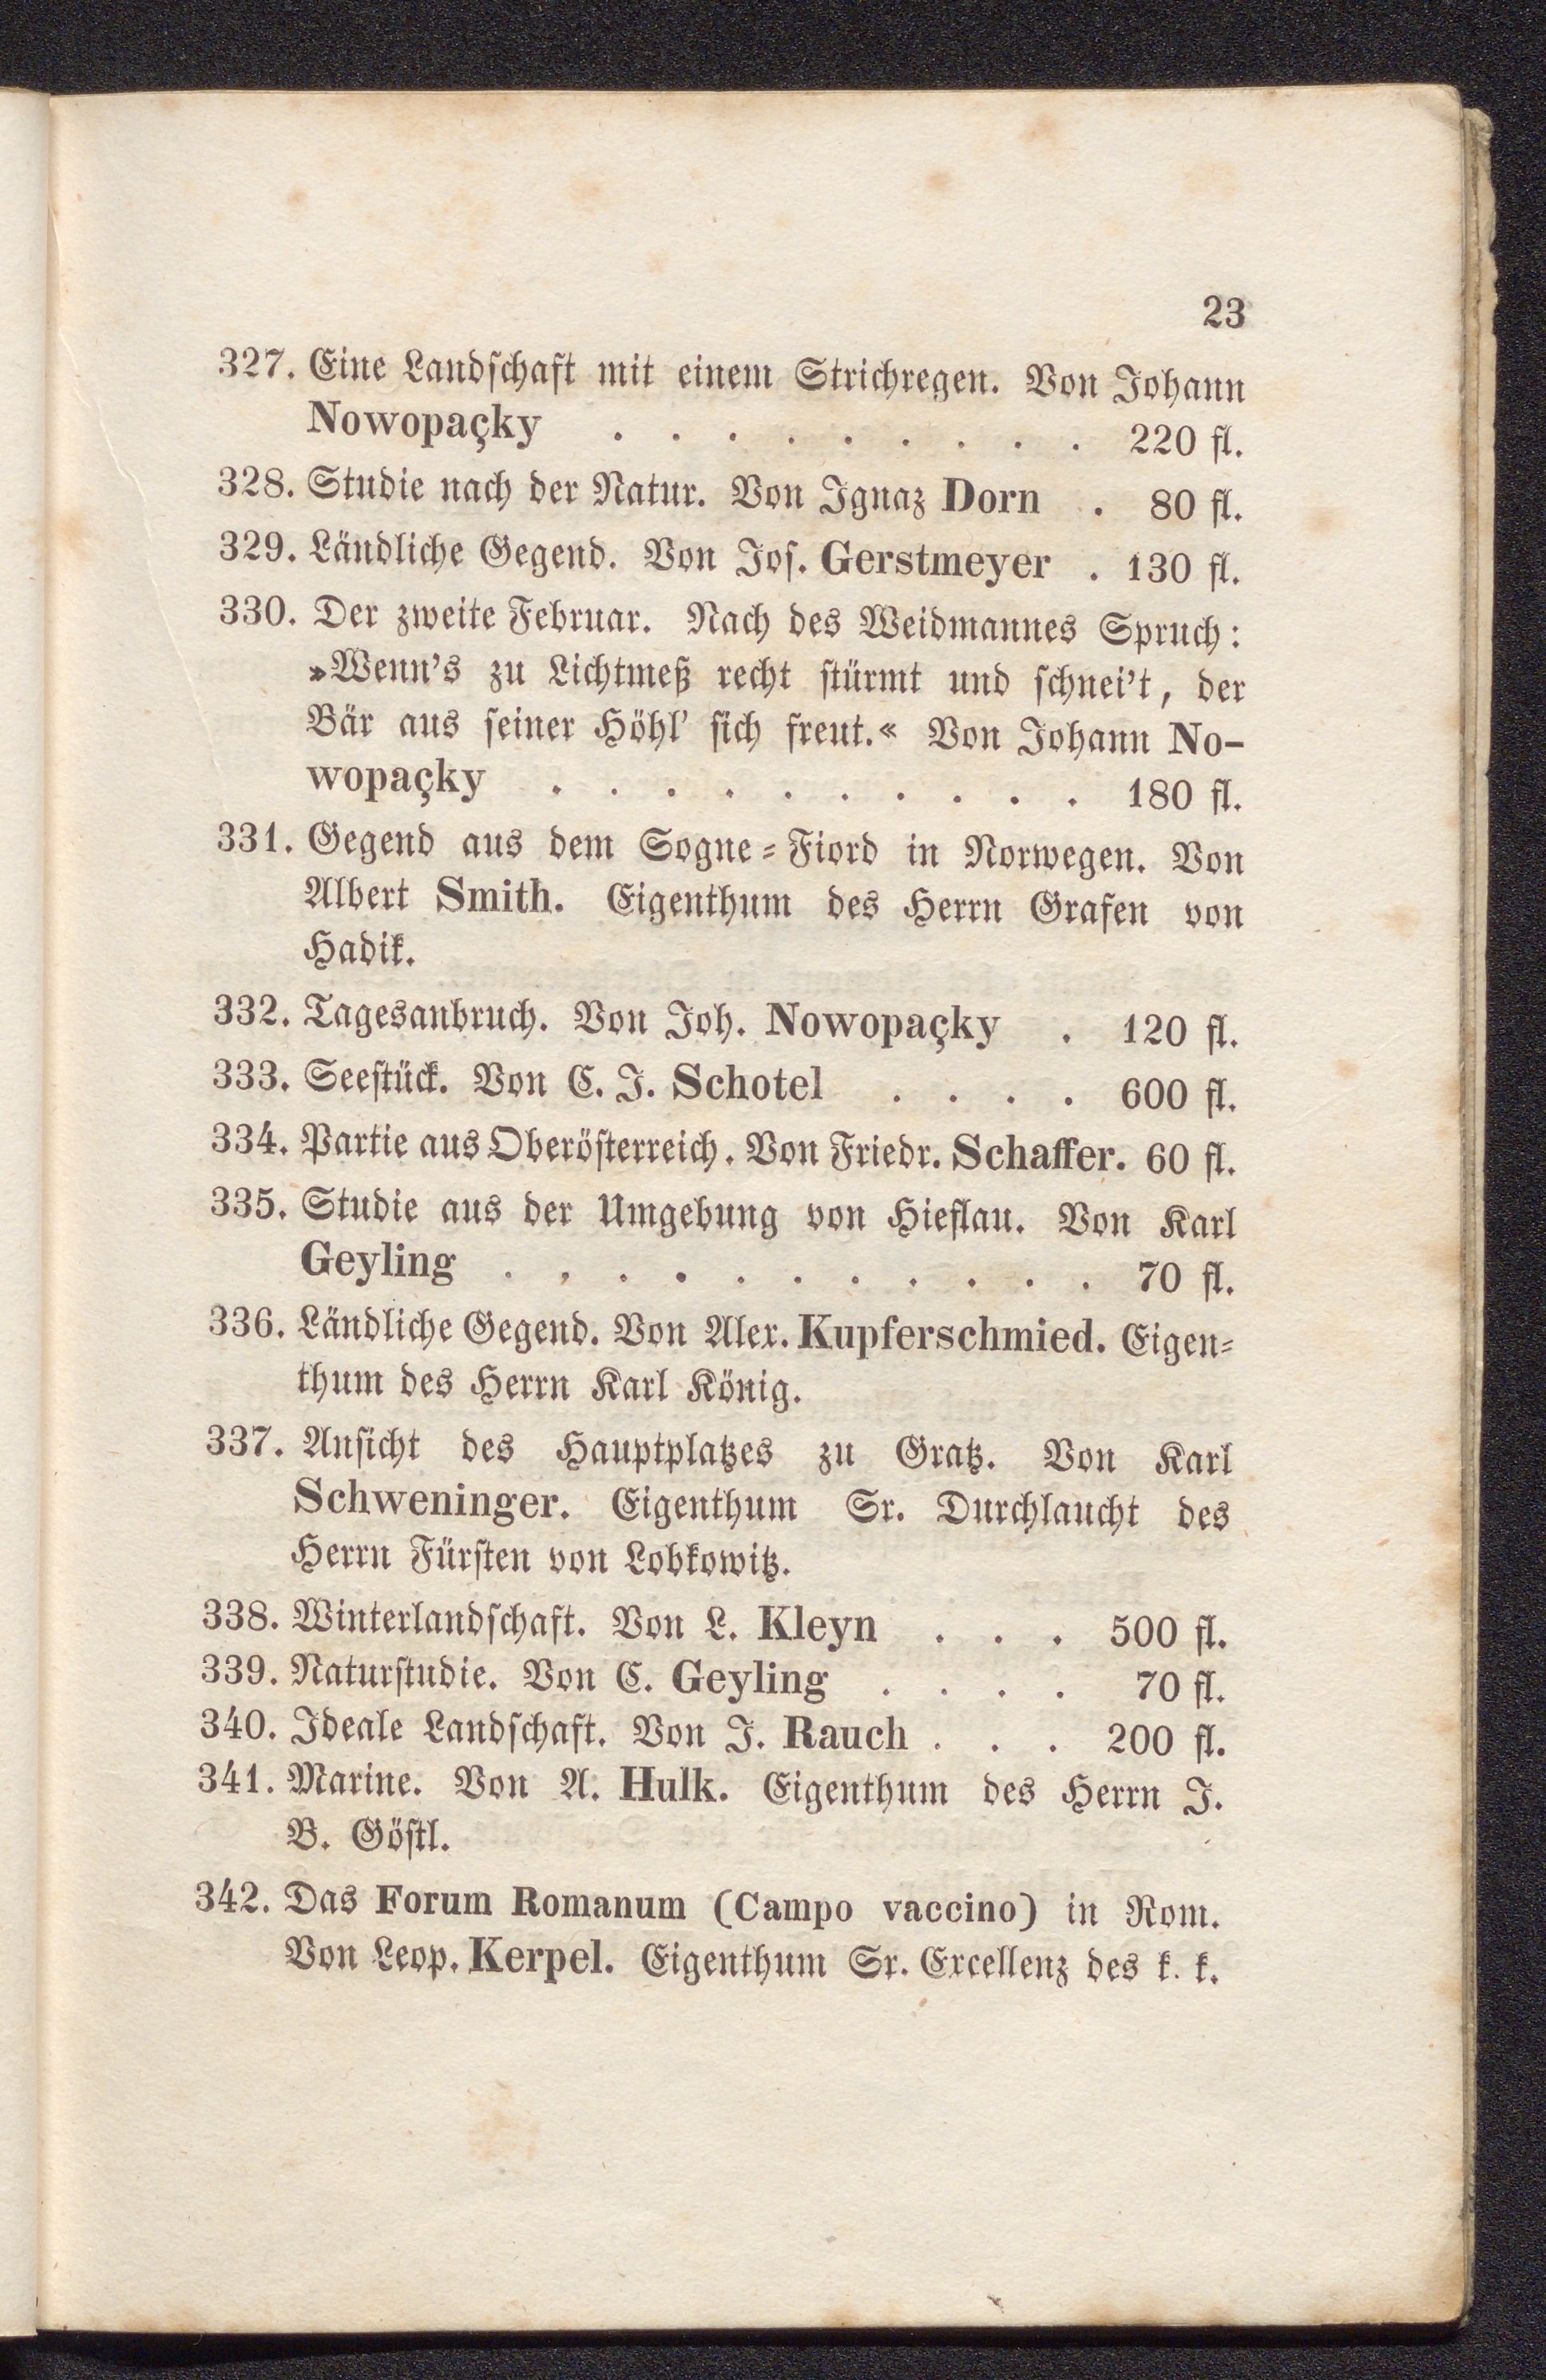 23
327. Eine Landschaft mit einem Strichregen. Von Johann
Nowopaçky . . . . . . . . . 220 fl.
328. Studie nach der Natur. Von Ignaz Dorn . 80 fl.
329. Ländliche Gegend. Von Jos. Gerstmeyer . 130 fl.
330. Der zweite Februar. Nach des Weidmannes Spruch:
»Wenn's zu Lichtmeß recht stürmt und schnei't, der
Bär aus seiner Höhl' sich freut.« Von Johann No-
wopaçky . . . . . . . . . . 180 fl.
331. Gegend aus dem Sogne-Fiord in Norwegen. Von
Albert Smith. Eigenthum des Herrn Grafen von
Hadik.
332. Tagesanbruch. Von Joh. Nowopaçky . 120 fl.
333. Seestück. Von C. J. Schotel . . . . 600 fl.
334. Partie aus Oberösterreich. Von Friedr. Schaffer. 60 fl.
335. Studie aus der Umgebung von Hieflau. Von Karl
Geyling . . . . . . . . . . . 70 fl.
336. Ländliche Gegend. Von Alex. Kupferschmied. Eigen-
thum des Herrn Karl König.
337. Ansicht des Hauptplatzes zu Gratz. Von Karl
Schweninger. Eigenthum Sr. Durchlaucht des
Herrn Fürsten von Lobkowitz.
338. Winterlandschaft. Von L. Kleyn . . . 500 fl.
339. Naturstudie. Von C. Geyling . . . . 70 fl.
340. Ideale Landschaft. Von J. Rauch . . . 200 fl.
341. Marine. Von A. Hulk. Eigenthum des Herrn J.
B. Göstl.
342. Das Forum Romanum (Campo vaccino) in Rom.
Von Leop. Kerpel. Eigenthum Sr. Excellenz des k. k.